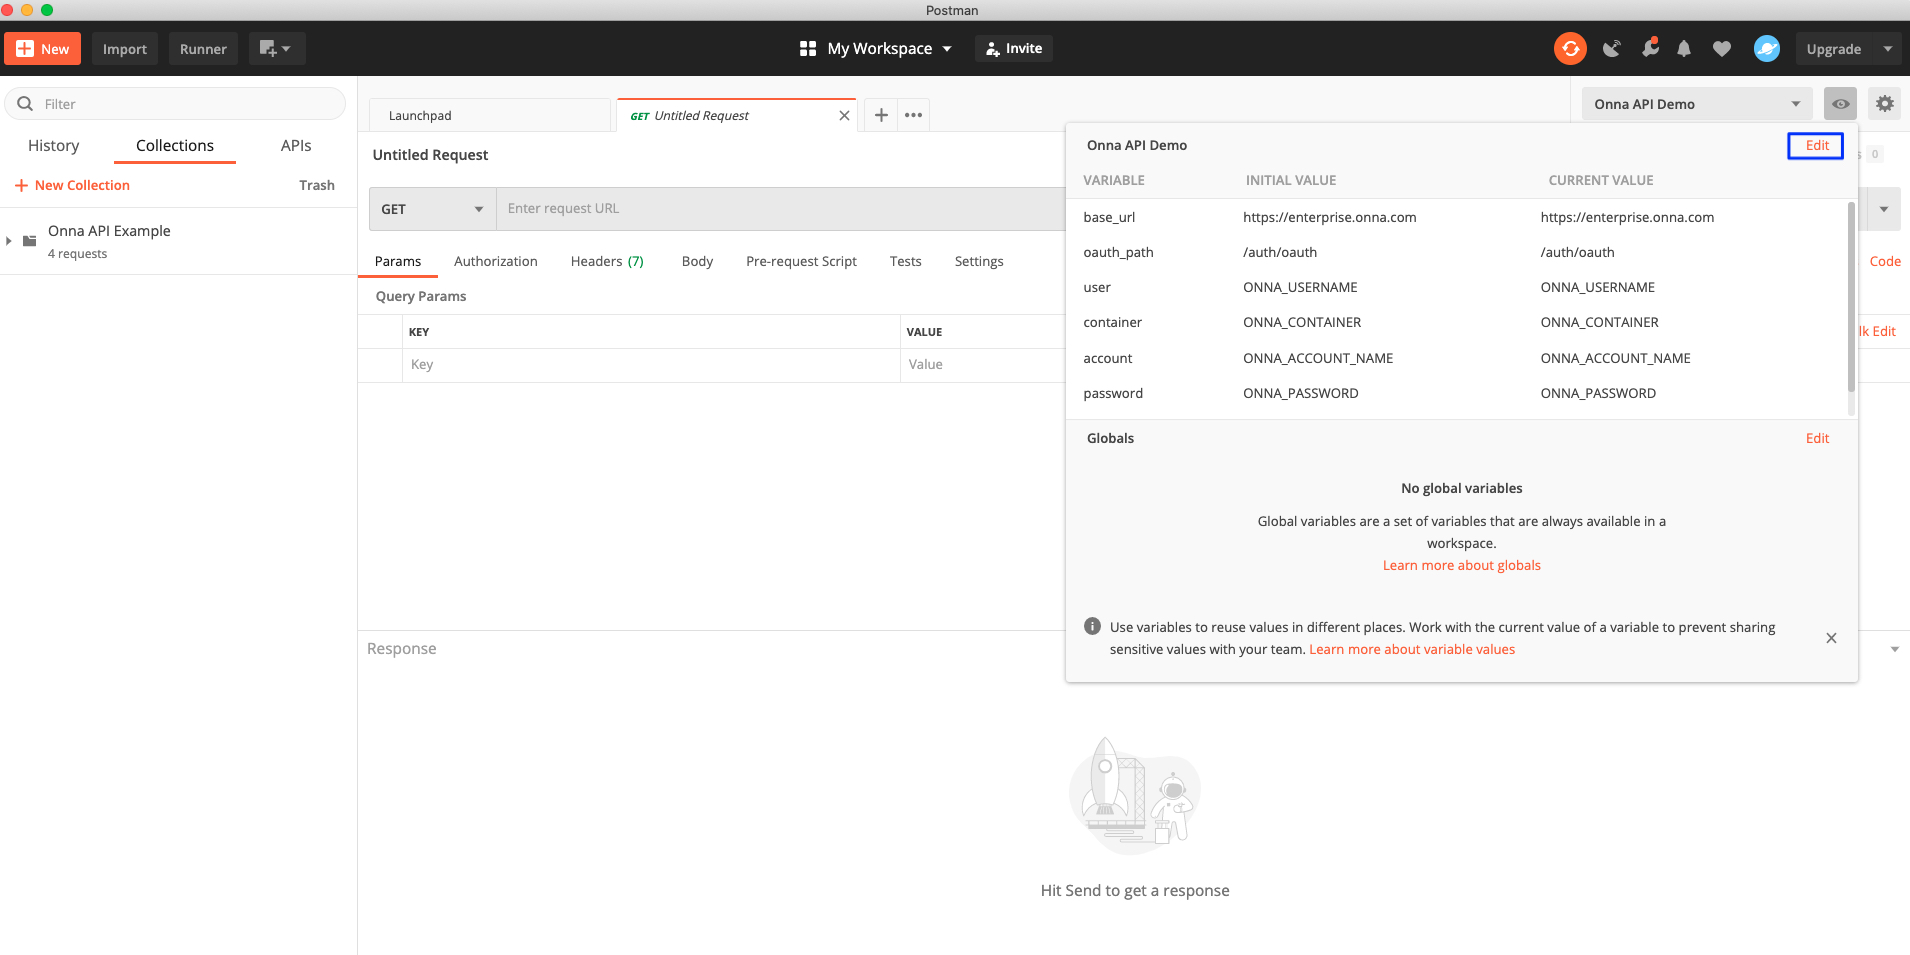 Postman
New
Import
Runner
My Workspace
Invite
Upgrade
Filter
History
Collections
APIs
New Collection
Trash
Onna API Example
4 requests
Launchpad
GET Untitled Request
Onna API Demo
Untitled Request
GET
Enter request URL
Params
Authorization
Headers (7)
Body
Pre-request Script
Tests
Settings
Code
Query Params
KEY
VALUE
lk Edit
Key
Value
Onna API Demo
Edit
s 0
VARIABLE INITIAL VALUE CURRENT VALUE
base_url https://enterprise.onna.com https://enterprise.onna.com
oauth_path /auth/oauth /auth/oauth
user ONNA_USERNAME ONNA_USERNAME
container ONNA_CONTAINER ONNA_CONTAINER
account ONNA_ACCOUNT_NAME ONNA_ACCOUNT_NAME
password ONNA_PASSWORD ONNA_PASSWORD
Globals
Edit
No global variables
Global variables are a set of variables that are always available in a
workspace.
Learn more about globals
Use variables to reuse values in different places. Work with the current value of a variable to prevent sharing
sensitive values with your team. Learn more about variable values
Response
Hit Send to get a response